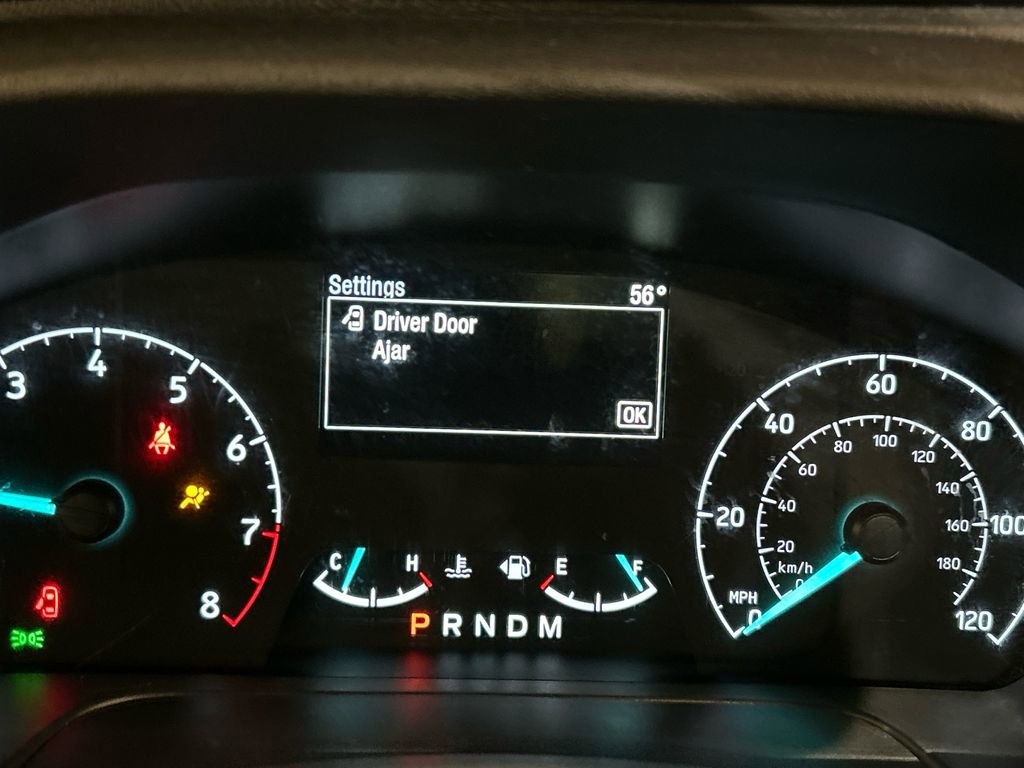 Settings 56°
Driver Door
Ajar
OK
3 4 5 6 7 8
C H E F
P R N D M
20 40 60 80 100 120
MPH 0
20 40 60 80 100 120 140 160 180
km/h 0